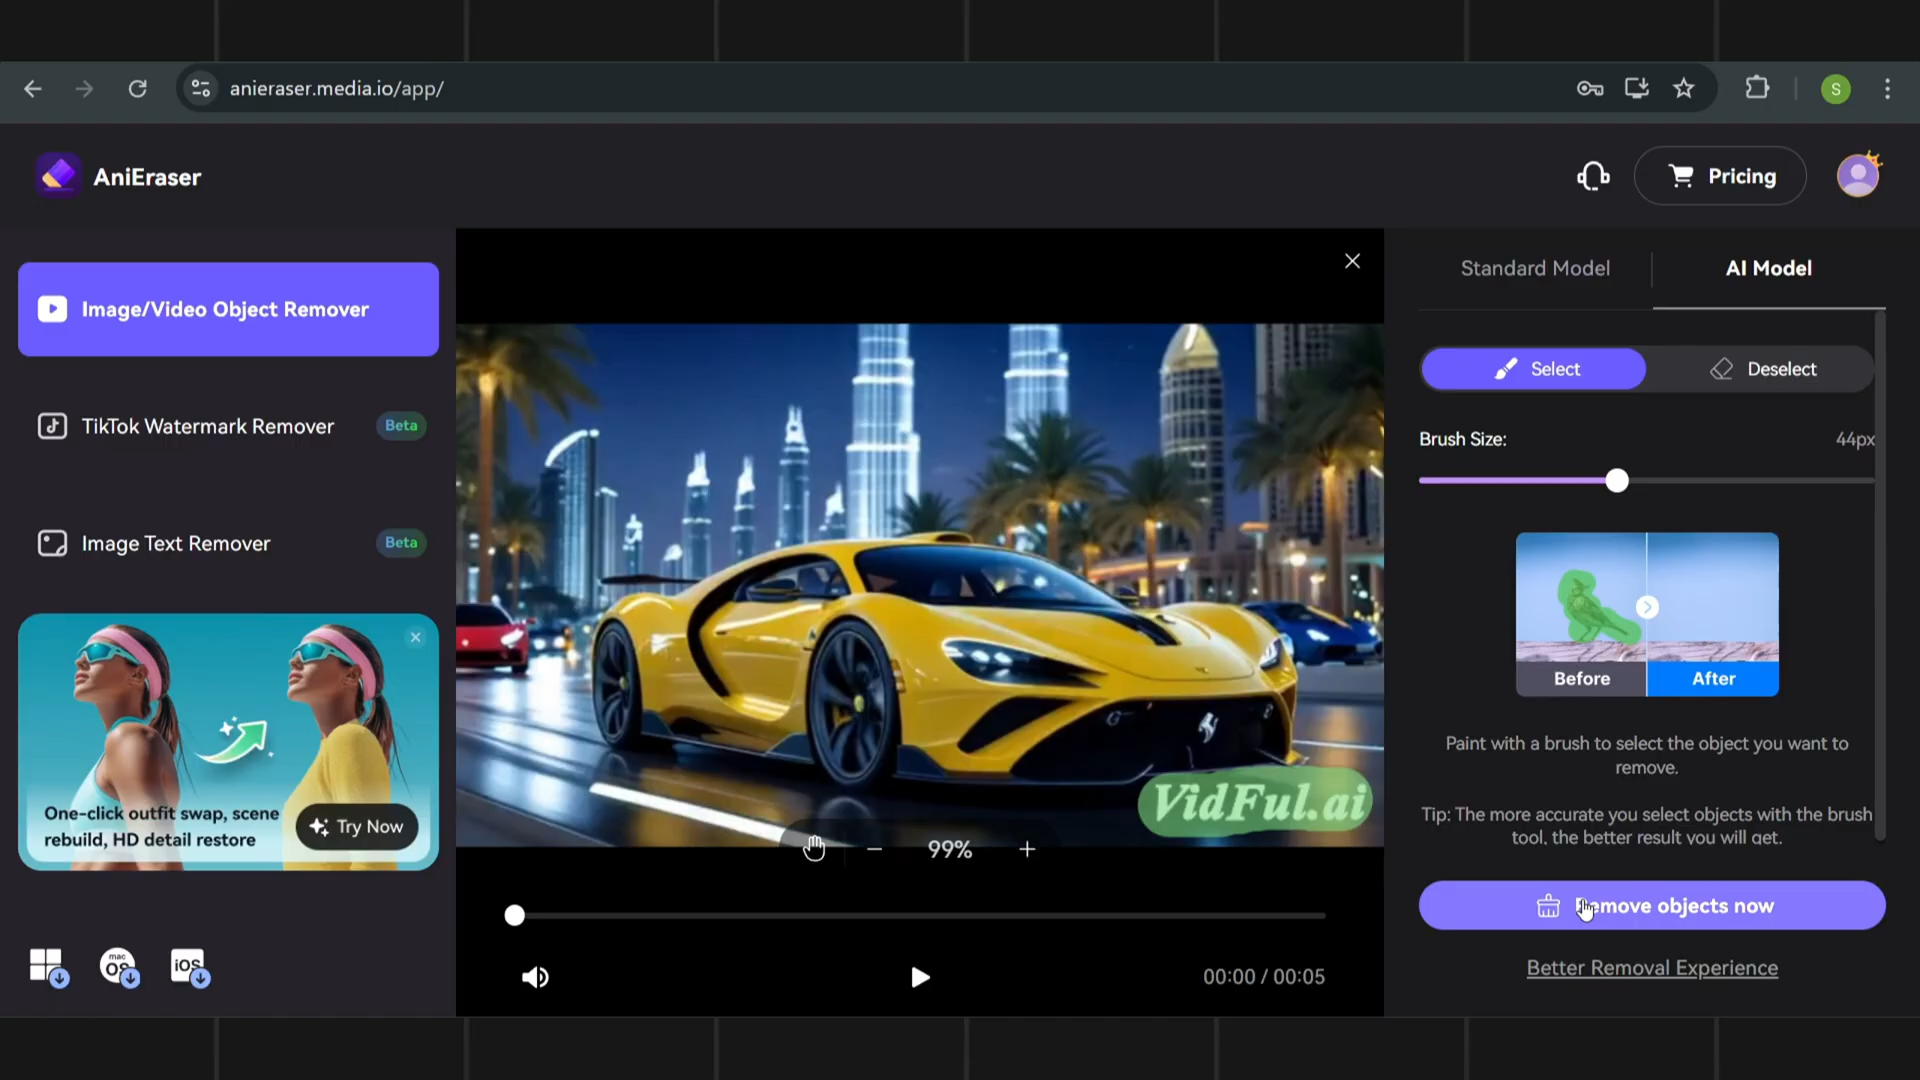 anieraser.media.io/app/
S
AniEraser
Pricing
Image/Video Object Remover
TikTok Watermark Remover
Beta
Image Text Remover
Beta
One-click outfit swap, scene
rebuild, HD detail restore
Try Now
mac
OS
iOS
VidFul.ai
99%
00:00 / 00:05
Standard Model
AI Model
Select
Deselect
Brush Size:
44px
Before
After
Paint with a brush to select the object you want to
remove.
Tip: The more accurate you select objects with the brush
tool, the better result you will get.
Remove objects now
Better Removal Experience